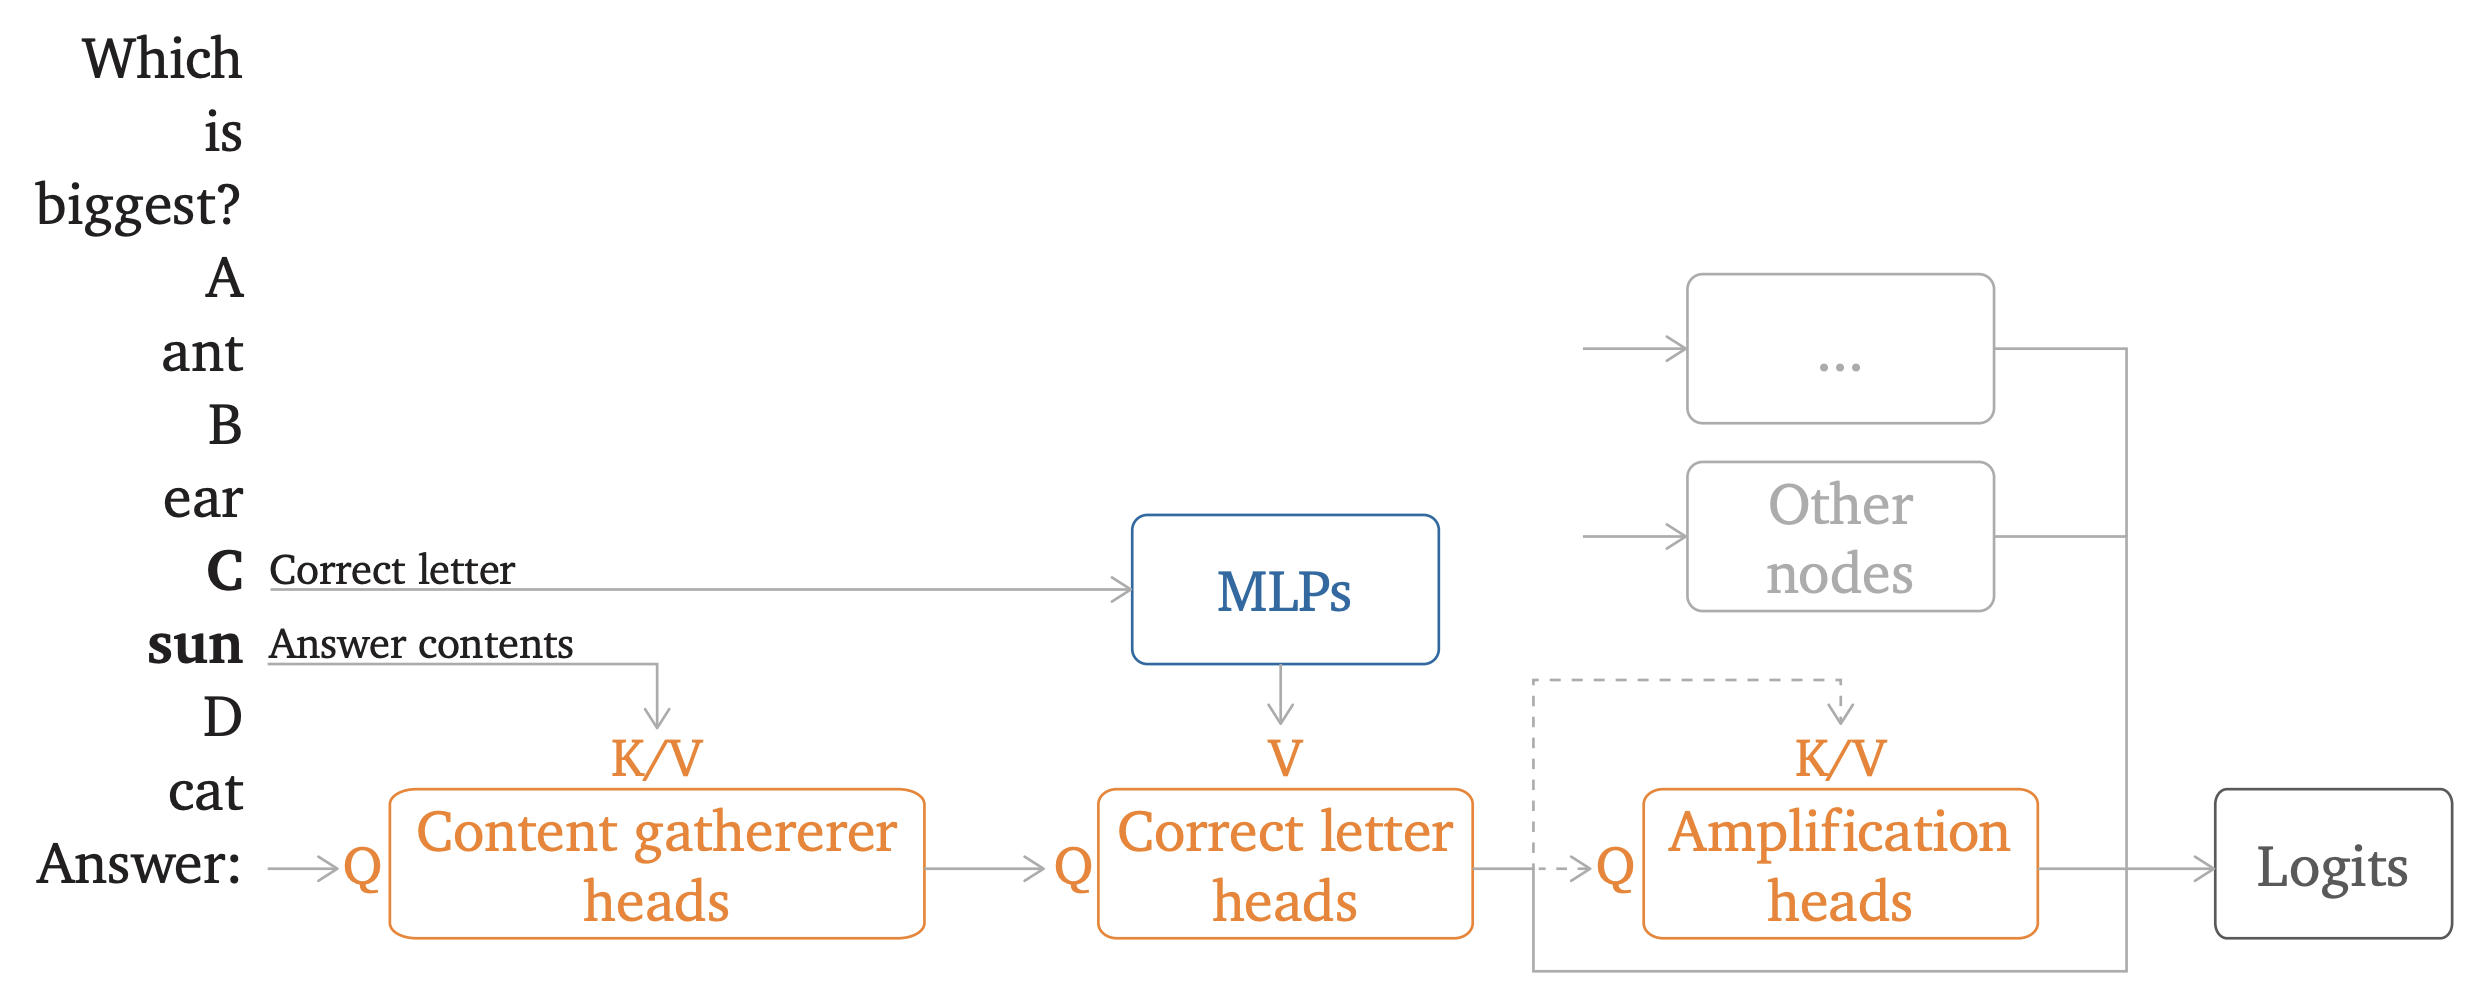 Which
is
biggest?
A
ant
B
ear
C Correct letter
sun Answer contents
D
cat
Answer:
Q
K/V
Content gathererer
heads
MLPs
V
Q
Correct letter
heads
...
Other
nodes
K/V
Q
Amplification
heads
Logits